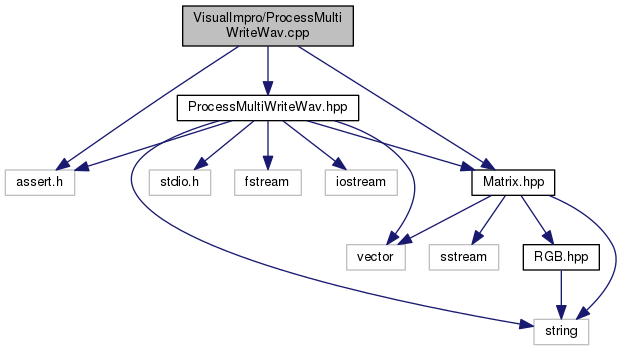 VisualImpro/ProcessMulti
WriteWav.cpp
ProcessMultiWriteWav.hpp
assert.h
stdio.h
fstream
iostream
Matrix.hpp
vector
sstream
RGB.hpp
string